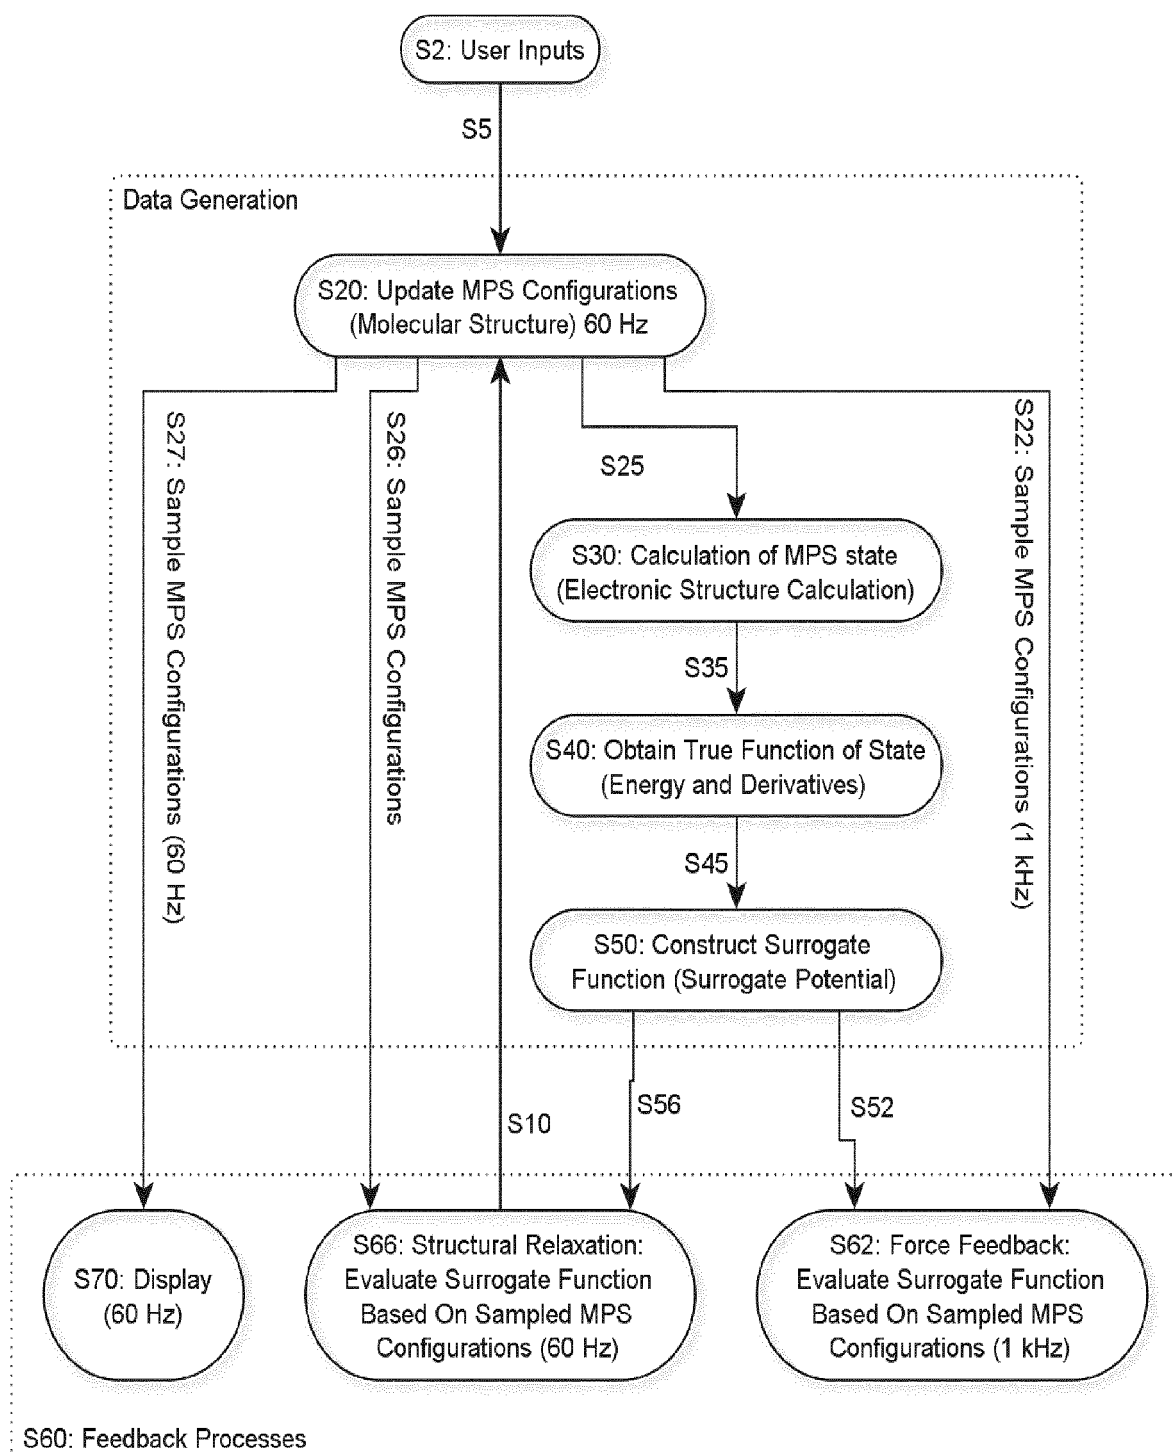 S2: User Inputs
S5
Data Generation
S20: Update MPS Configurations
(Molecular Structure) 60 Hz
S27: Sample MPS Configurations (60 Hz)
S26: Sample MPS Configurations
S25
S22: Sample MPS Configurations (1 kHz)
S30: Calculation of MPS state
(Electronic Structure Calculation)
S35
S40: Obtain True Function of State
(Energy and Derivatives)
S45
S50: Construct Surrogate
Function (Surrogate Potential)
S10
S56
S52
S70: Display
(60 Hz)
S66: Structural Relaxation:
Evaluate Surrogate Function
Based On Sampled MPS
Configurations (60 Hz)
S62: Force Feedback:
Evaluate Surrogate Function
Based On Sampled MPS
Configurations (1 kHz)
S60: Feedback Processes